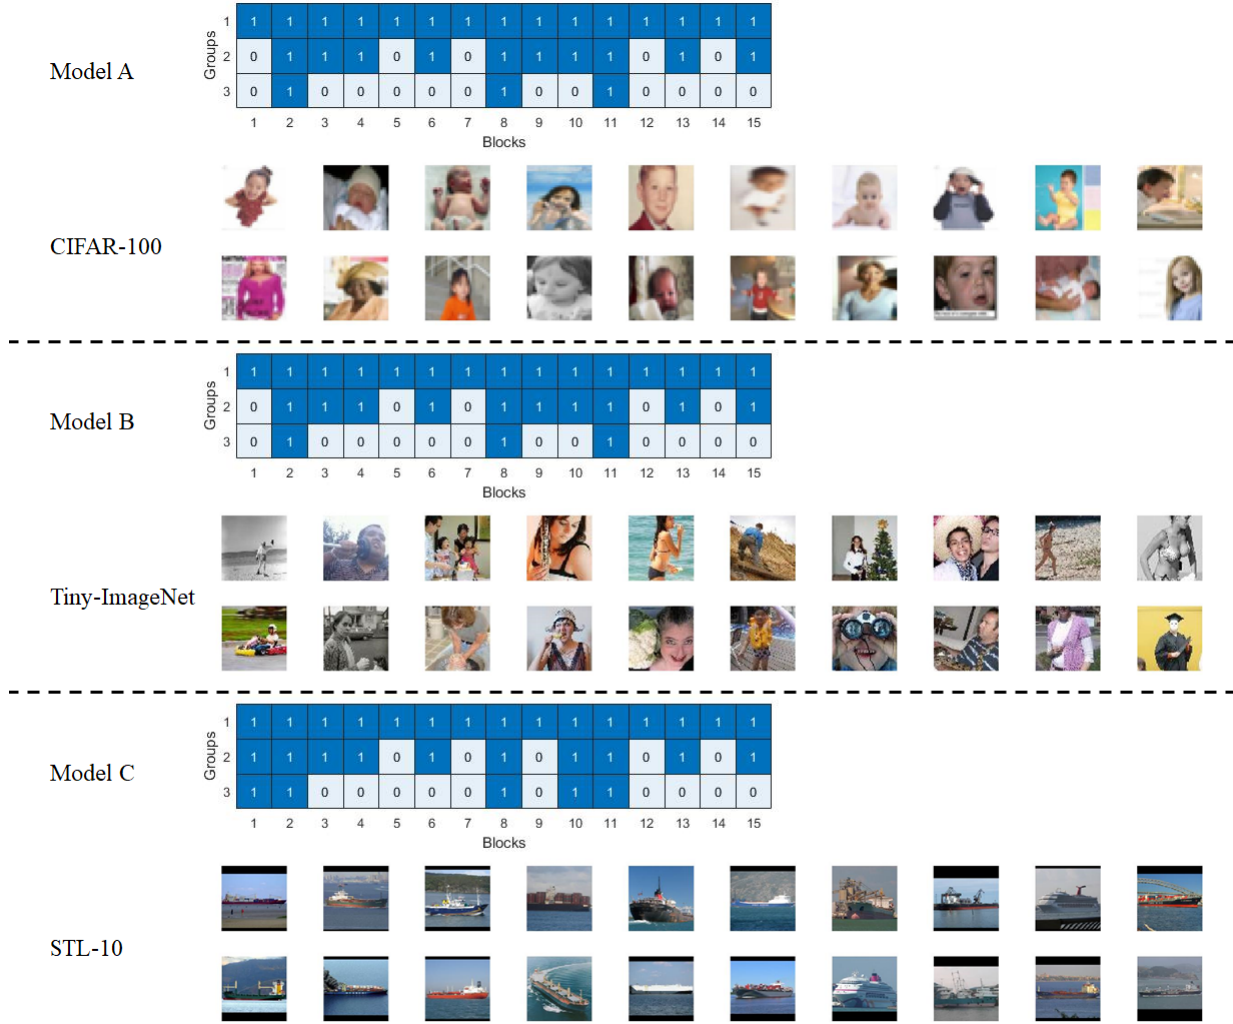 1 1 1 1 1 1 1 1 1 1 1 1 1 1 1 1
Model A
Groups
2 0 1 1 1 0 1 0 1 1 1 1 0 1 0 1
3 0 1 0 0 0 0 0 1 0 0 1 0 0 0 0
1 2 3 4 5 6 7 8 9 10 11 12 13 14 15
Blocks
CIFAR-100
1 1 1 1 1 1 1 1 1 1 1 1 1 1 1 1
Model B
Groups
2 0 1 1 1 0 1 0 1 1 1 1 0 1 0 1
3 0 1 0 0 0 0 0 1 0 0 1 0 0 0 0
1 2 3 4 5 6 7 8 9 10 11 12 13 14 15
Blocks
Tiny-ImageNet
1 1 1 1 1 1 1 1 1 1 1 1 1 1 1 1
Model C
Groups
2 1 1 1 1 0 1 0 1 0 1 1 0 1 0 1
3 1 1 0 0 0 0 0 1 0 1 1 0 0 0 0
1 2 3 4 5 6 7 8 9 10 11 12 13 14 15
Blocks
STL-10